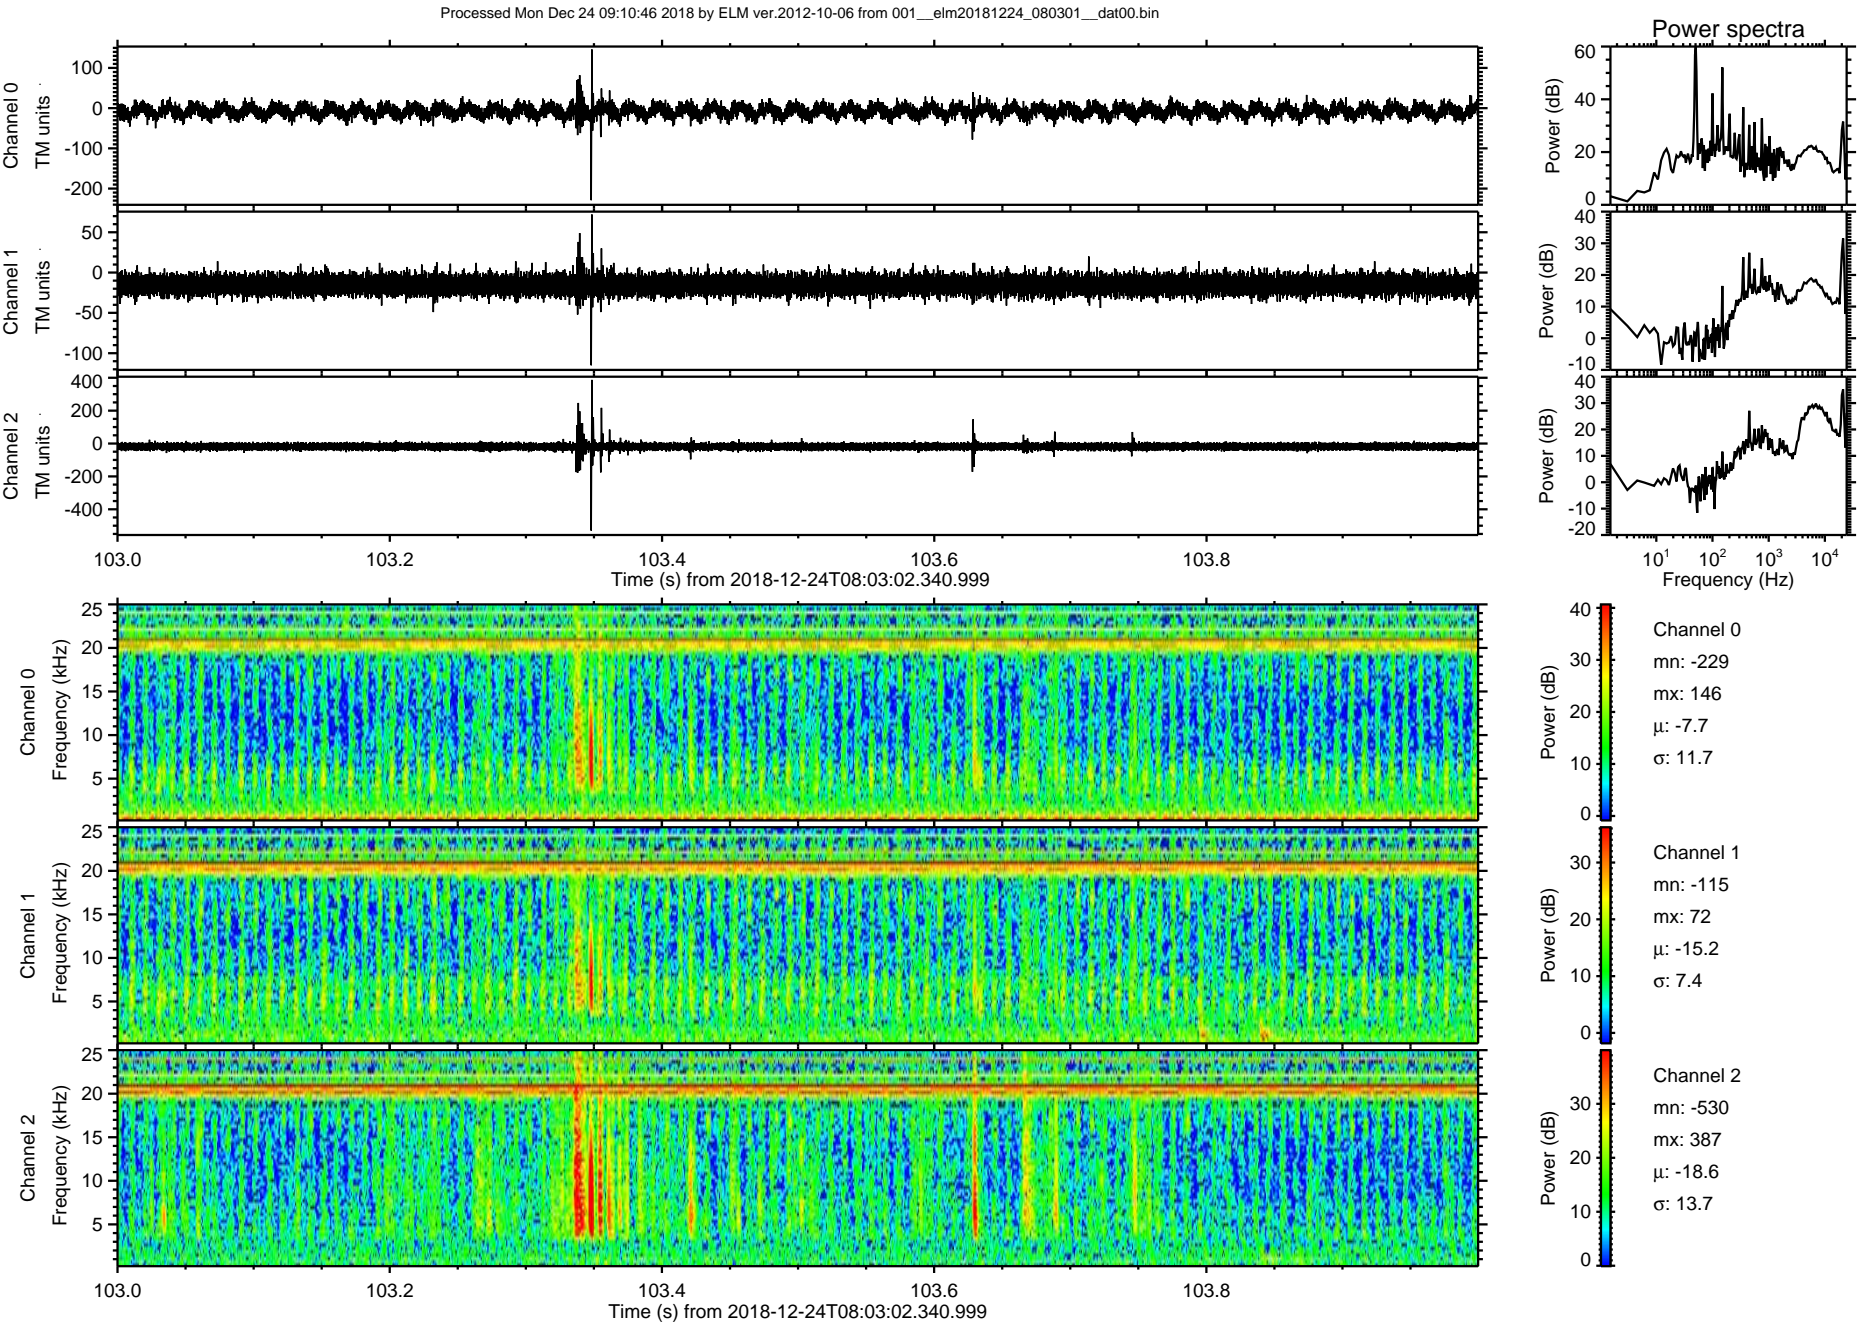 Processed Mon Dec 24 09:10:46 2018 by ELM ver.2012-10-06 from 001__elm20181224_080301__dat00.bin
Power spectra
Channel 0
TM units
100
0
-100
-200
Power (dB)
60
40
20
0
Channel 1
TM units
50
0
-50
-100
Power (dB)
40
30
20
10
0
-10
Channel 2
TM units
400
200
0
-200
-400
Power (dB)
40
30
20
10
0
-10
-20
103.0 103.2 103.4 103.6 103.8
Time (s) from 2018-12-24T08:03:02.340.999
10¹ 10² 10³ 10⁴
Frequency (Hz)
Channel 0
Frequency (kHz)
25
20
15
10
5
Power (dB)
40
30
20
10
0
Channel 0
mn: -229
mx: 146
μ: -7.7
σ: 11.7
Channel 1
Frequency (kHz)
25
20
15
10
5
Power (dB)
30
20
10
0
Channel 1
mn: -115
mx: 72
μ: -15.2
σ: 7.4
Channel 2
Frequency (kHz)
25
20
15
10
5
Power (dB)
30
20
10
0
Channel 2
mn: -530
mx: 387
μ: -18.6
σ: 13.7
103.0 103.2 103.4 103.6 103.8
Time (s) from 2018-12-24T08:03:02.340.999